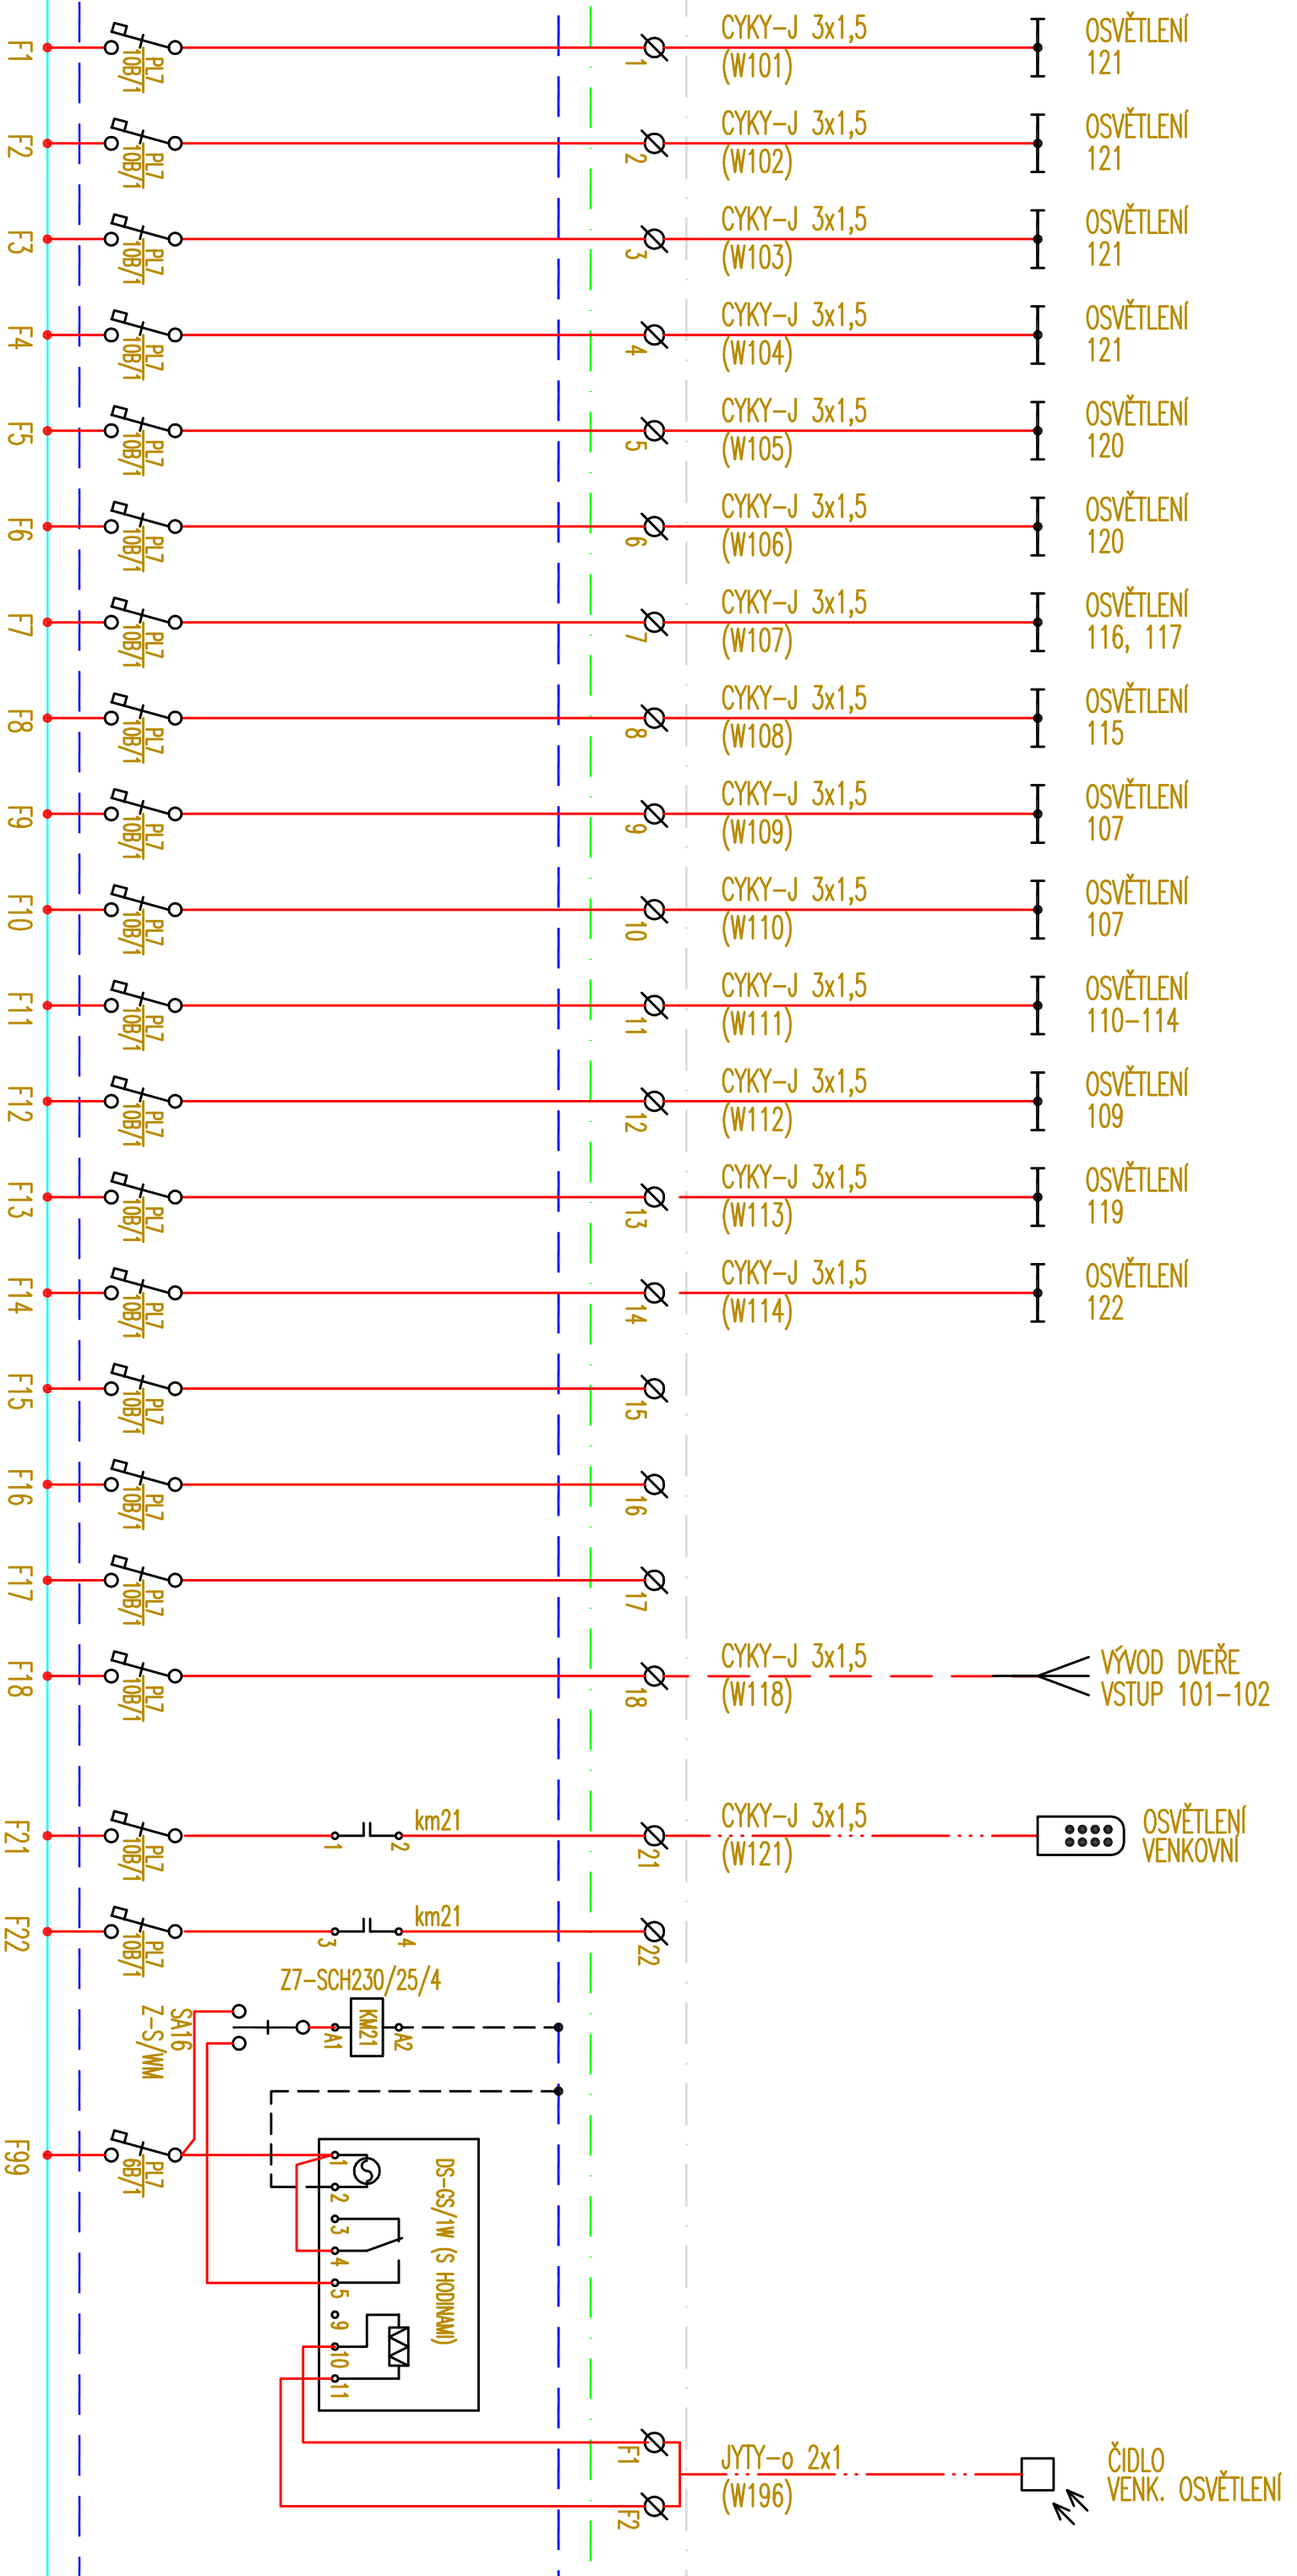 F1
PL7
10B/1
1
CYKY-J 3x1,5
(W101)
OSVĚTLENÍ
121
F2
PL7
10B/1
2
CYKY-J 3x1,5
(W102)
OSVĚTLENÍ
121
F3
PL7
10B/1
3
CYKY-J 3x1,5
(W103)
OSVĚTLENÍ
121
F4
PL7
10B/1
4
CYKY-J 3x1,5
(W104)
OSVĚTLENÍ
121
F5
PL7
10B/1
5
CYKY-J 3x1,5
(W105)
OSVĚTLENÍ
120
F6
PL7
10B/1
6
CYKY-J 3x1,5
(W106)
OSVĚTLENÍ
120
F7
PL7
10B/1
7
CYKY-J 3x1,5
(W107)
OSVĚTLENÍ
116, 117
F8
PL7
10B/1
8
CYKY-J 3x1,5
(W108)
OSVĚTLENÍ
115
F9
PL7
10B/1
9
CYKY-J 3x1,5
(W109)
OSVĚTLENÍ
107
F10
PL7
10B/1
10
CYKY-J 3x1,5
(W110)
OSVĚTLENÍ
107
F11
PL7
10B/1
11
CYKY-J 3x1,5
(W111)
OSVĚTLENÍ
110-114
F12
PL7
10B/1
12
CYKY-J 3x1,5
(W112)
OSVĚTLENÍ
109
F13
PL7
10B/1
13
CYKY-J 3x1,5
(W113)
OSVĚTLENÍ
119
F14
PL7
10B/1
14
CYKY-J 3x1,5
(W114)
OSVĚTLENÍ
122
F15
PL7
10B/1
15
F16
PL7
10B/1
16
F17
PL7
10B/1
17
F18
PL7
10B/1
18
CYKY-J 3x1,5
(W118)
VÝVOD DVEŘE
VSTUP 101-102
F21
PL7
10B/1
1
2
km21
21
CYKY-J 3x1,5
(W121)
OSVĚTLENÍ
VENKOVNÍ
F22
PL7
10B/1
3
4
km21
22
Z7-SCH230/25/4
SA16
Z-S/WM
A1
KM21
A2
F99
PL7
6B/1
DS-GS/1W (S HODINAMI)
1
2
3
4
5
9
10
11
F1
F2
JYTY-o 2x1
(W196)
ČIDLO
VENK. OSVĚTLENÍ